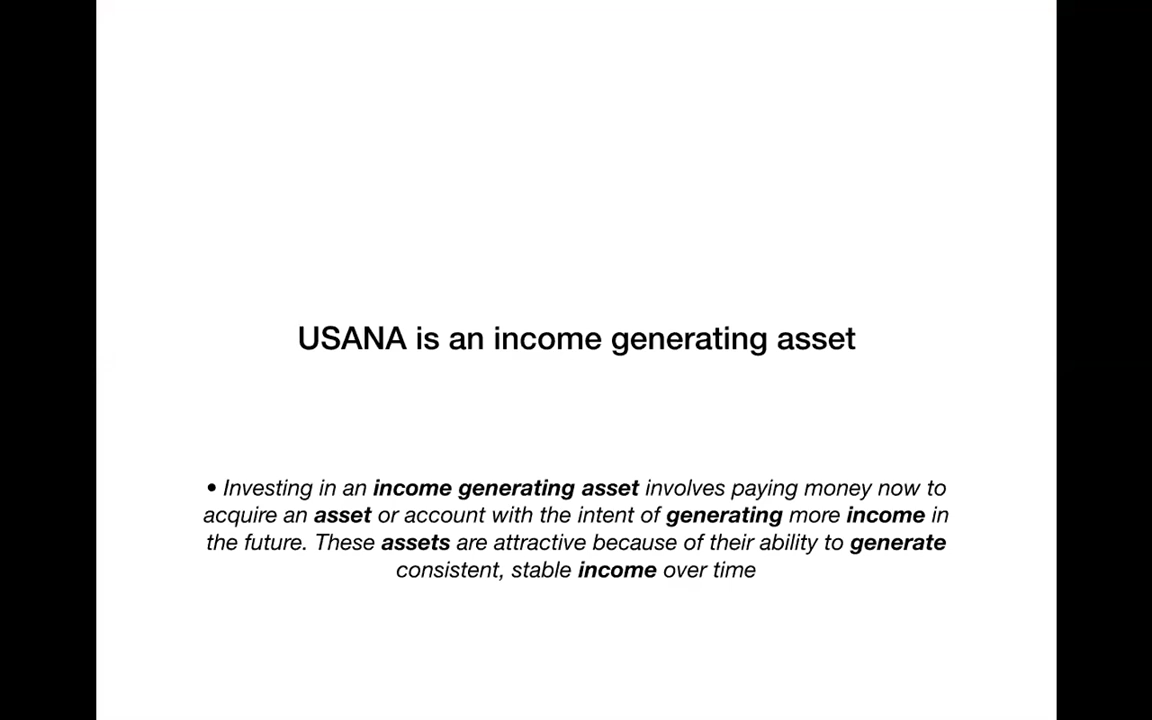 USANA is an income generating asset
• Investing in an income generating asset involves paying money now to
acquire an asset or account with the intent of generating more income in
the future. These assets are attractive because of their ability to generate
consistent, stable income over time